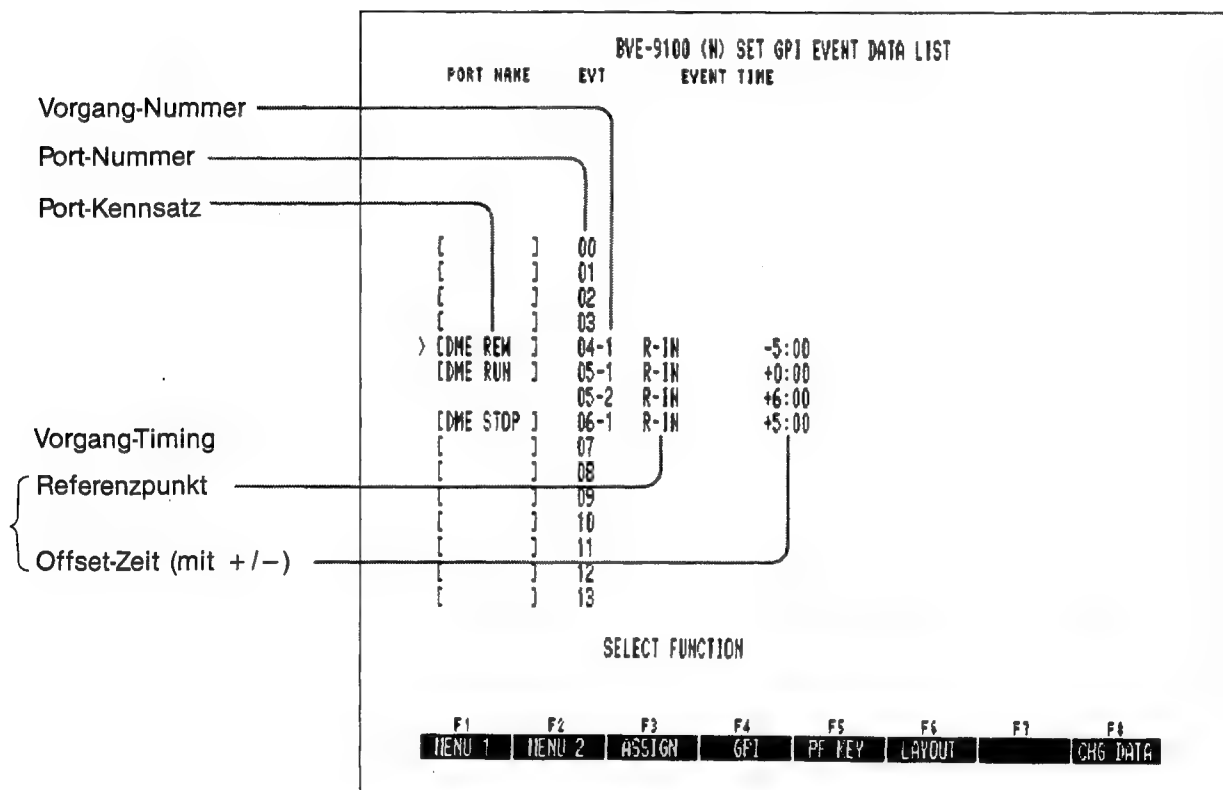 BVE-9100 (N) SET GPI EVENT DATA LIST
PORT NAME EVT EVENT TIME
Vorgang-Nummer
Port-Nummer
Port-Kennsatz
[ ] 00
[ ] 01
[ ] 02
[ ] 03
> [DME REW ] 04-1 R-IN -5:00
[DME RUN ] 05-1 R-IN +0:00
05-2 R-IN +6:00
[DME STOP ] 06-1 R-IN +5:00
Vorgang-Timing
[ ] 07
[ ] 08
Referenzpunkt
[ ] 09
[ ] 10
[ ] 11
Offset-Zeit (mit +/−)
[ ] 12
[ ] 13
SELECT FUNCTION
F1 F2 F3 F4 F5 F6 F7 F8
MENU 1 MENU 2 ASSIGN GPI PF KEY LAYOUT CHG DATA